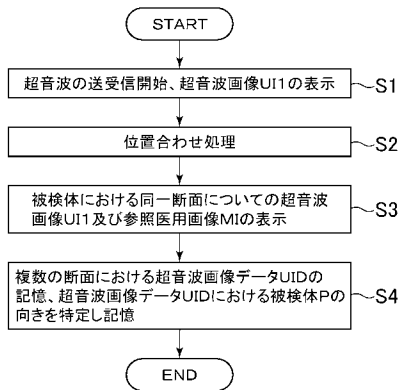 START
超音波の送受信開始、超音波画像UI1の表示
S1
位置合わせ処理
S2
被検体における同一断面についての超音波
画像UI1及び参照医用画像MIの表示
S3
複数の断面における超音波画像データUIDの
記憶、超音波画像データUIDにおける被検体Pの
向きを特定し記憶
S4
END